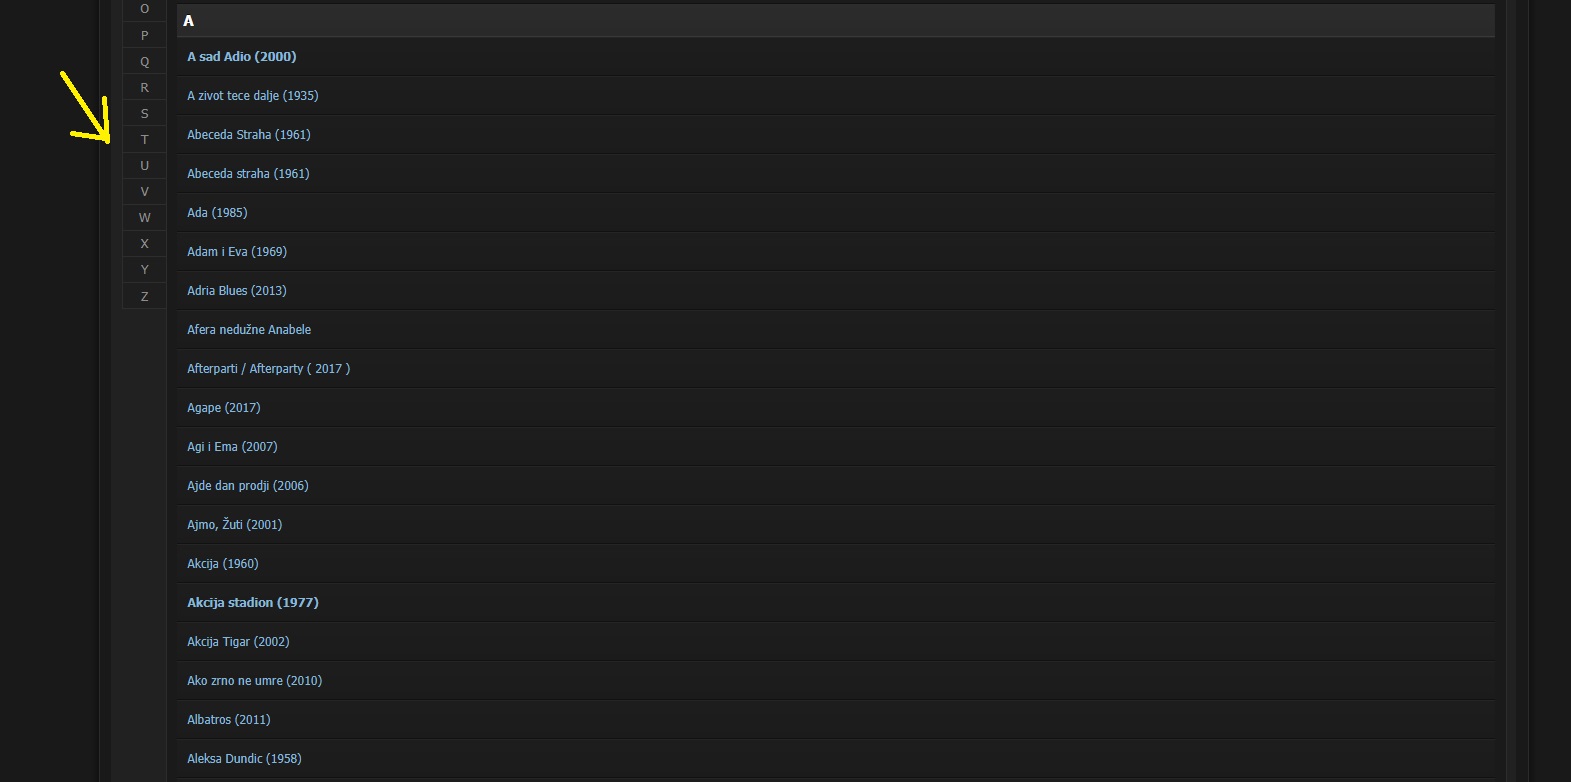 O
P
Q
R
S
T
U
V
W
X
Y
Z
A
A sad Adio (2000)
A zivot tece dalje (1935)
Abeceda Straha (1961)
Abeceda straha (1961)
Ada (1985)
Adam i Eva (1969)
Adria Blues (2013)
Afera nedužne Anabele
Afterparti / Afterparty ( 2017 )
Agape (2017)
Agi i Ema (2007)
Ajde dan prodji (2006)
Ajmo, Žuti (2001)
Akcija (1960)
Akcija stadion (1977)
Akcija Tigar (2002)
Ako zrno ne umre (2010)
Albatros (2011)
Aleksa Dundic (1958)